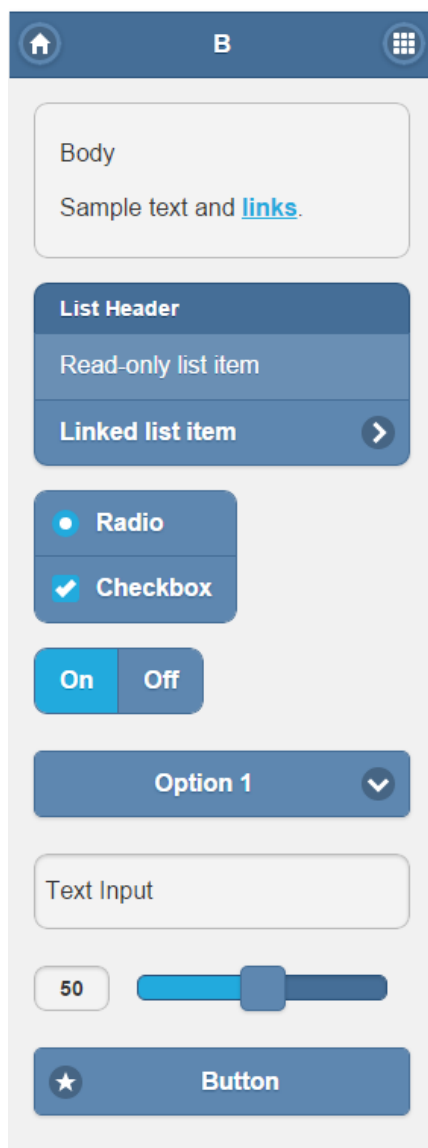 B
Body
Sample text and links.
List Header
Read-only list item
Linked list item
Radio
Checkbox
On Off
Option 1
Text Input
50
Button